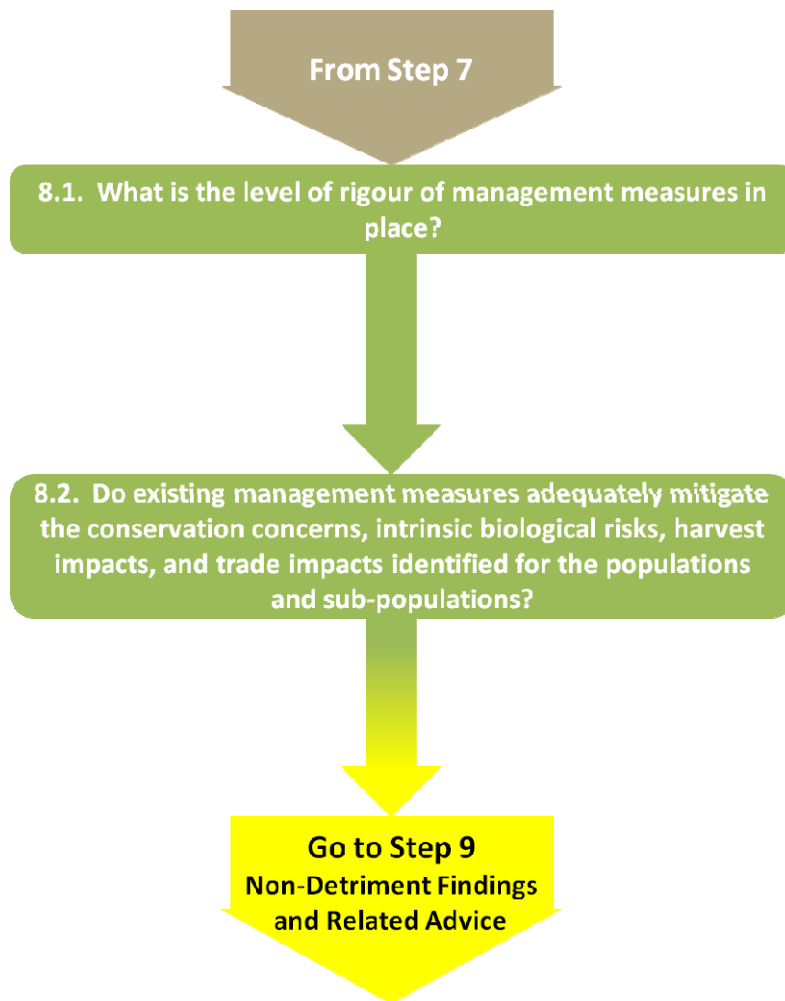 From Step 7
8.1. What is the level of rigour of management measures in
place?
8.2. Do existing management measures adequately mitigate
the conservation concerns, intrinsic biological risks, harvest
impacts, and trade impacts identified for the populations
and sub-populations?
Go to Step 9
Non-Detriment Findings
and Related Advice